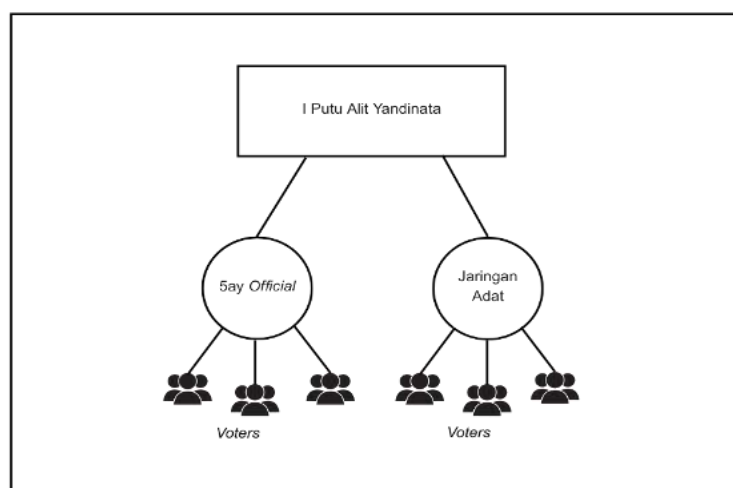 I Putu Alit Yandinata
5ay Official
Jaringan
Adat
Voters
Voters